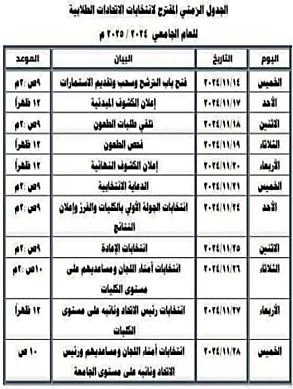 الجدول الزمني المقترح لانتخابات الاتحادات الطلابية
للعام الجامعي ٢٠٢٤ / ٢٠٢٥ م
اليوم التاريخ البيان الموعد
الخميس ٢٠٢٤/١١/١٤ فتح باب الترشح وسحب وتقديم الاستمارات ٩ص :٢م
الأحد ٢٠٢٤/١١/١٧ إعلان الكشوف المبدئية ١٢ ظهراً
الاثنين ٢٠٢٤/١١/١٨ تلقي طلبات الطعون ٩ص :٢م
الثلاثاء ٢٠٢٤/١١/١٩ فحص الطعون ١٢ ظهراً
الأربعاء ٢٠٢٤/١١/٢٠ إعلان الكشوف النهائية ١٢ ظهراً
الخميس ٢٠٢٤/١١/٢١ الدعاية الانتخابية ٩ص :٢م
الأحد ٢٠٢٤/١١/٢٤ انتخابات الجولة الأولي بالكليات والفرز وإعلان ٩ص :٢م
النتائج
الاثنين ٢٠٢٤/١١/٢٥ انتخابات الإعادة ٩ص :٢م
الثلاثاء ٢٠٢٤/١١/٢٦ انتخابات أمناء اللجان ومساعديهم على ١٠ص :٢م
مستوى الكليات
الأربعاء ٢٠٢٤/١١/٢٧ انتخابات رئيس الاتحاد ونائبه على مستوى ١٢ ظهراً
الكليات
الخميس ٢٠٢٤/١١/٢٨ انتخابات أمناء اللجان ومساعديهم ورئيس ١٠ ص
الاتحاد ونائبه على مستوى الجامعة